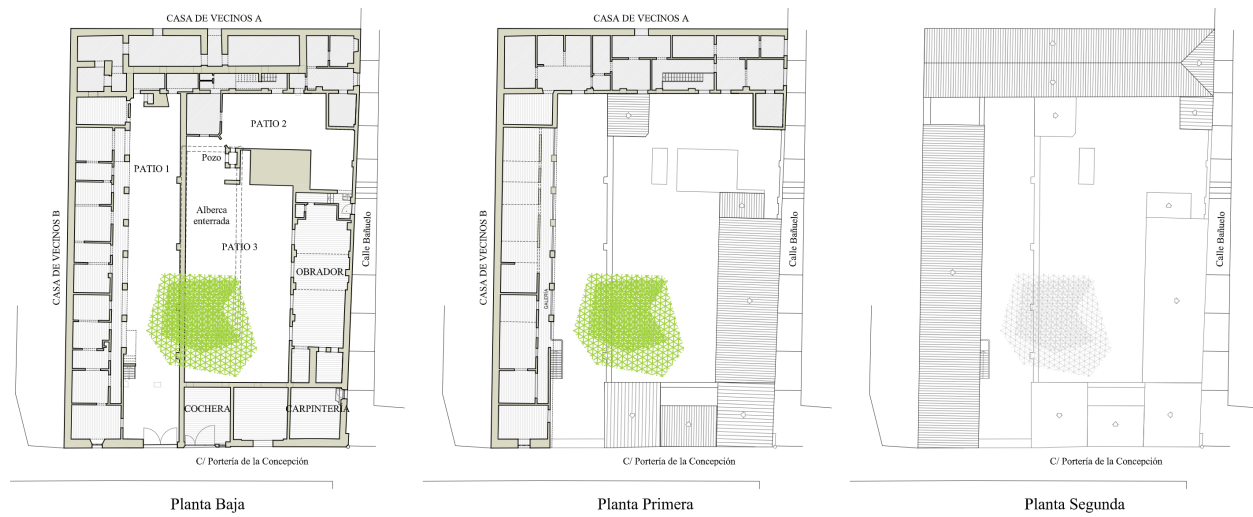 CASA DE VECINOS A
PATIO 2
PATIO 1
Pozo
Alberca
enterrada
PATIO 3
OBRADOR
COCHERA
CARPINTERÍA
CASA DE VECINOS B
Calle Bañuelo
C/ Portería de la Concepción
Planta Baja
CASA DE VECINOS A
CASA DE VECINOS B
GALERÍA
Calle Bañuelo
C/ Portería de la Concepción
Planta Primera
Calle Bañuelo
C/ Portería de la Concepción
Planta Segunda